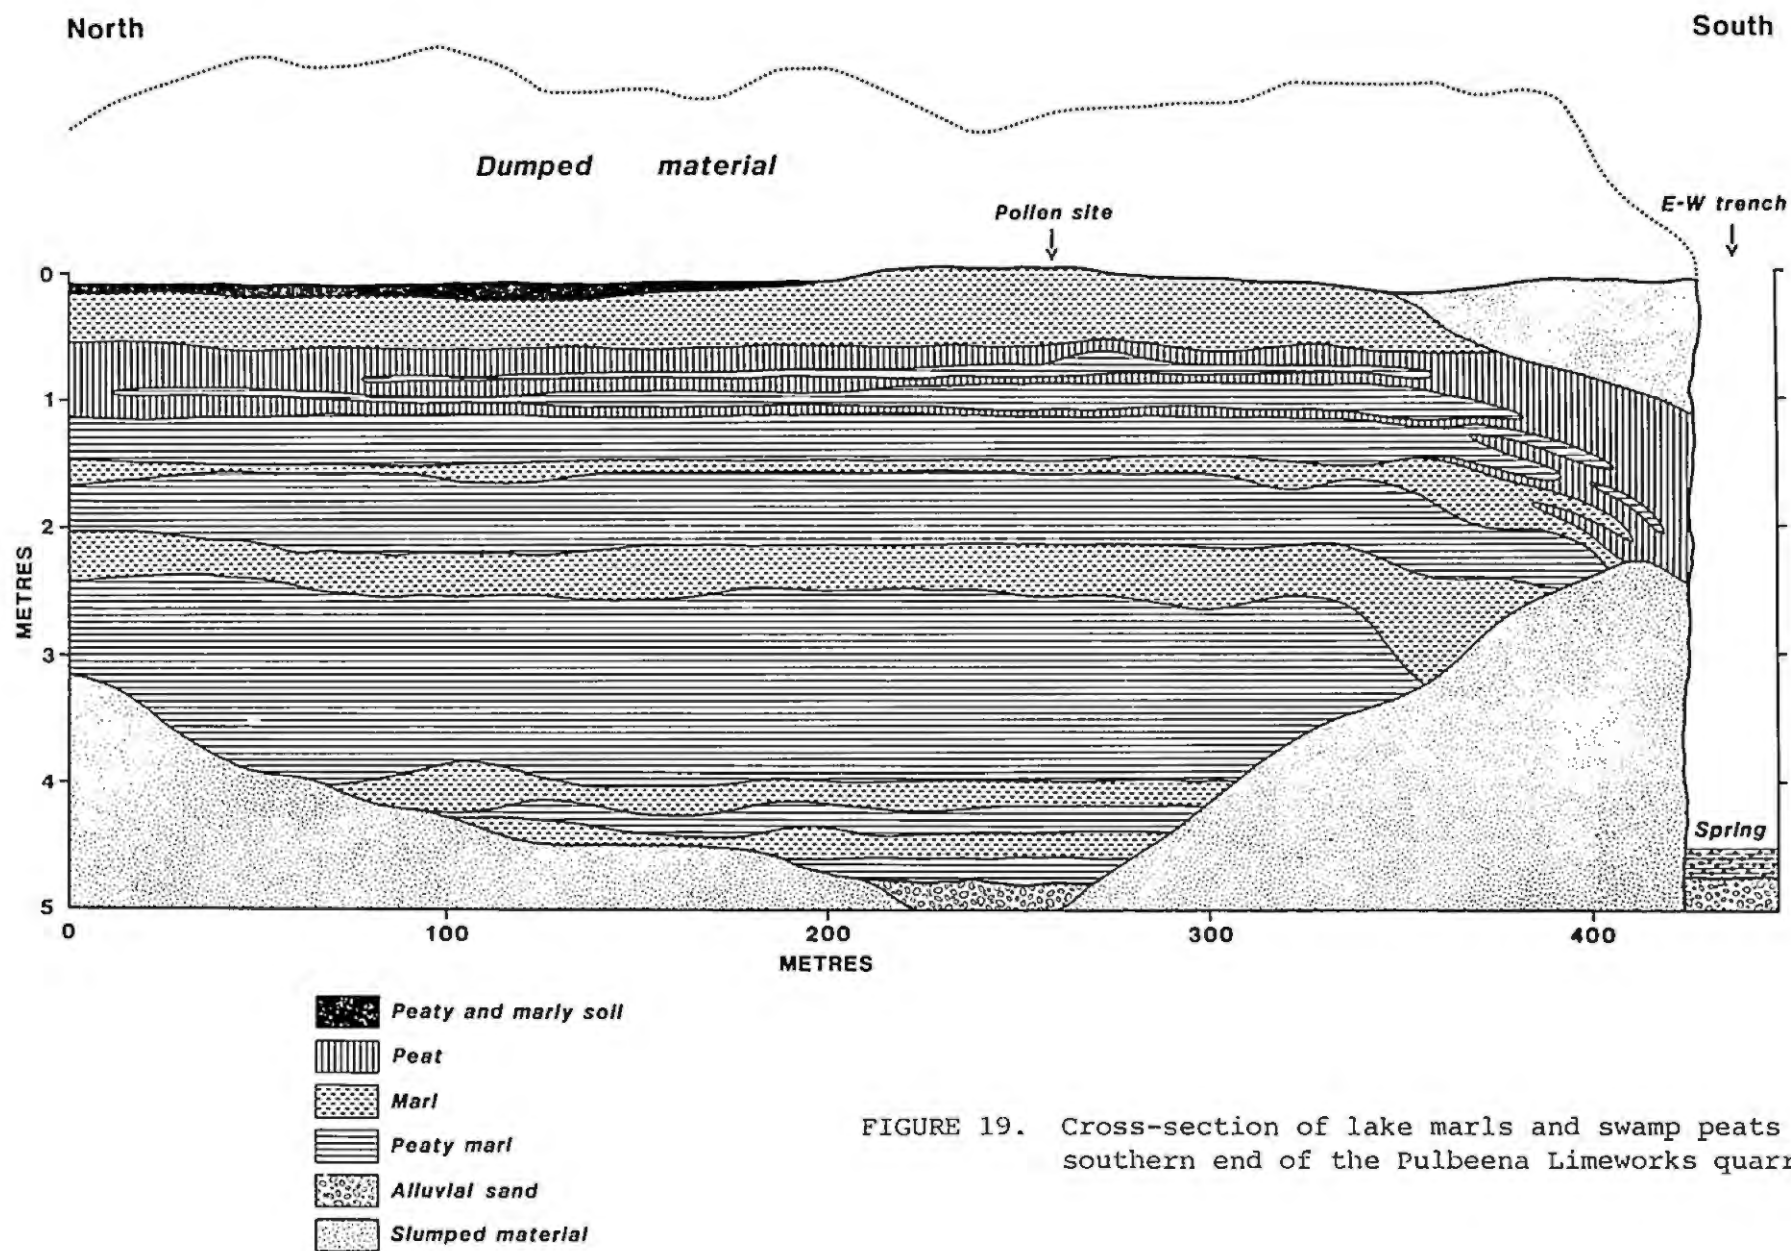 North
South
Dumped material
Pollen site
E-W trench
0
1
2
3
4
5
METRES
Spring
0
100
200
300
400
METRES
Peaty and marly soil
Peat
Marl
Peaty marl
Alluvial sand
Slumped material
FIGURE 19. Cross-section of lake marls and swamp peats
southern end of the Pulbeena Limeworks quarr